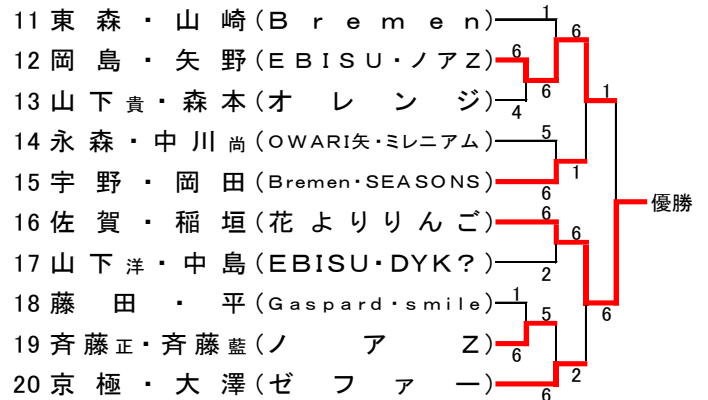 11 東森・山崎(Bremen) 1
6
12 岡島・矢野(EBISU・ノアZ) 6
6 1
13 山下貴・森本(オレンジ) 4
14 永森・中川尚(OWARI矢・ミレニアム) 5
1
15 宇野・岡田(Bremen・SEASONS) 6
優勝
16 佐賀・稲垣(花よりりんご) 6
6
17 山下洋・中島(EBISU・DYK?) 2
18 藤田・平(Gaspard・smile) 1
5 6
19 斉藤正・斉藤藍(ノアZ) 6
2
20 京極・大澤(ゼファー) 6